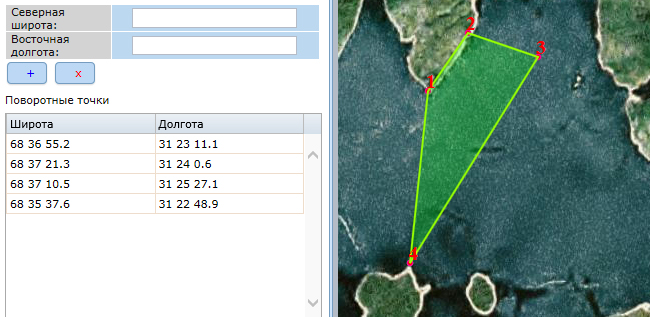 Северная
широта:
Восточная
долгота:
+ x
Поворотные точки
Широта Долгота
68 36 55.2 31 23 11.1
68 37 21.3 31 24 0.6
68 37 10.5 31 25 27.1
68 35 37.6 31 22 48.9
2
3
1
4